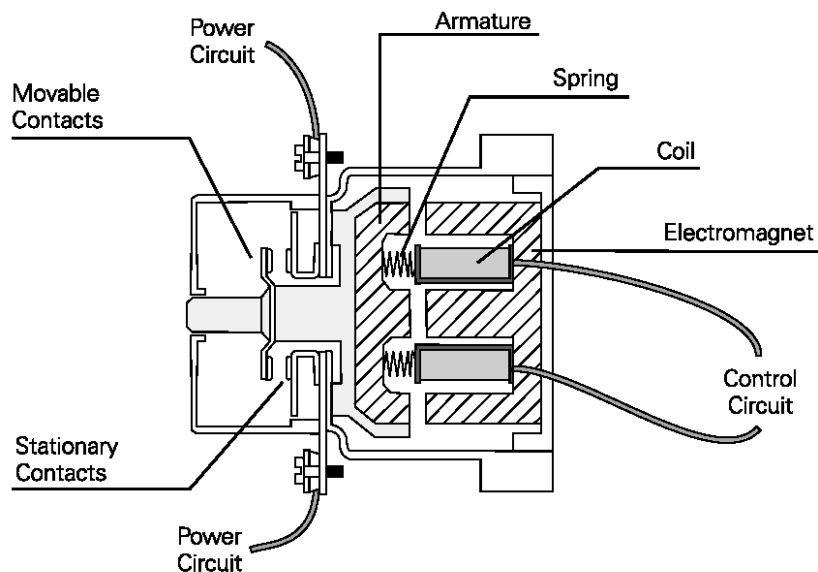 Power
Circuit
Armature
Spring
Movable
Contacts
Coil
Electromagnet
Control
Circuit
Stationary
Contacts
Power
Circuit